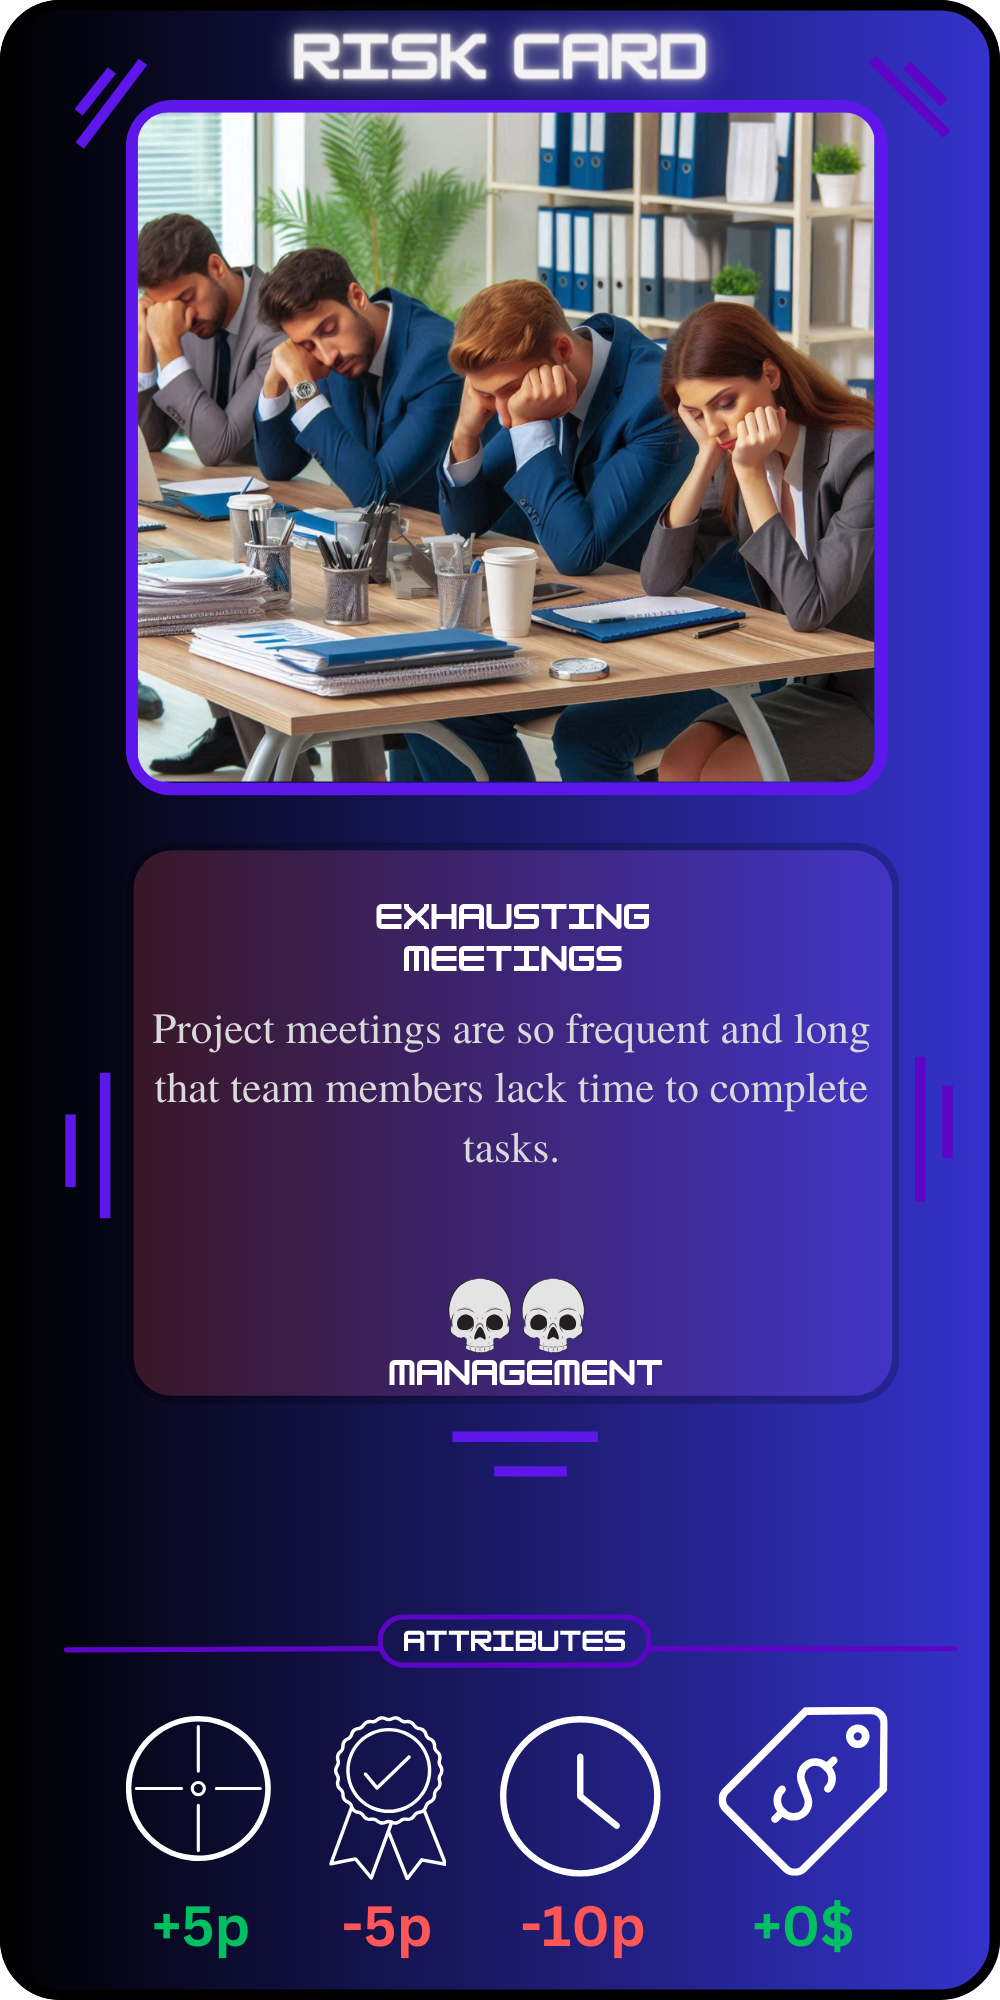 RISK CARD
EXHAUSTING
MEETINGS
Project meetings are so frequent and long
that team members lack time to complete
tasks.
MANAGEMENT
ATTRIBUTES
$
+5p -5p -10p +0$